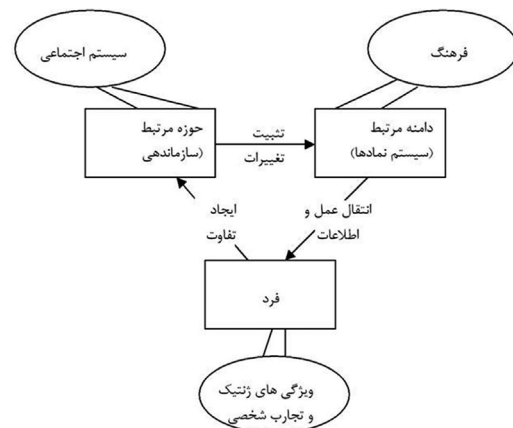 فرهنگ
سیستم اجتماعی
دامنه مرتبط
(سیستم نمادها)
تثبیت
تغییرات
حوزه مرتبط
(سازماندهی
انتقال عمل و
اطلاعات
ایجاد
تفاوت
فرد
ویژگی های ژنتیک
و تجارب شخصی